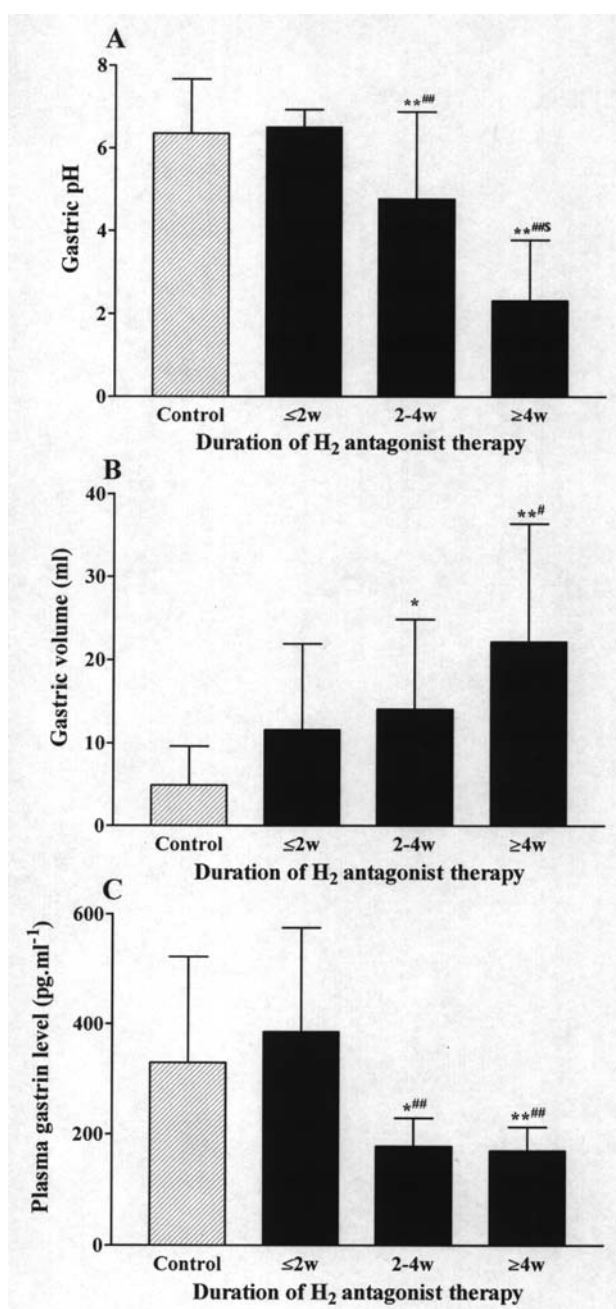 A
8
6
4
2
0
Gastric pH
**##
**##$
Control ≤2w 2-4w ≥4w
Duration of H₂ antagonist therapy
B
40
30
20
10
0
Gastric volume (ml)
*
**#
Control ≤2w 2-4w ≥4w
Duration of H₂ antagonist therapy
C
600
400
200
0
Plasma gastrin level (pg.ml⁻¹)
*##
**##
Control ≤2w 2-4w ≥4w
Duration of H₂ antagonist therapy